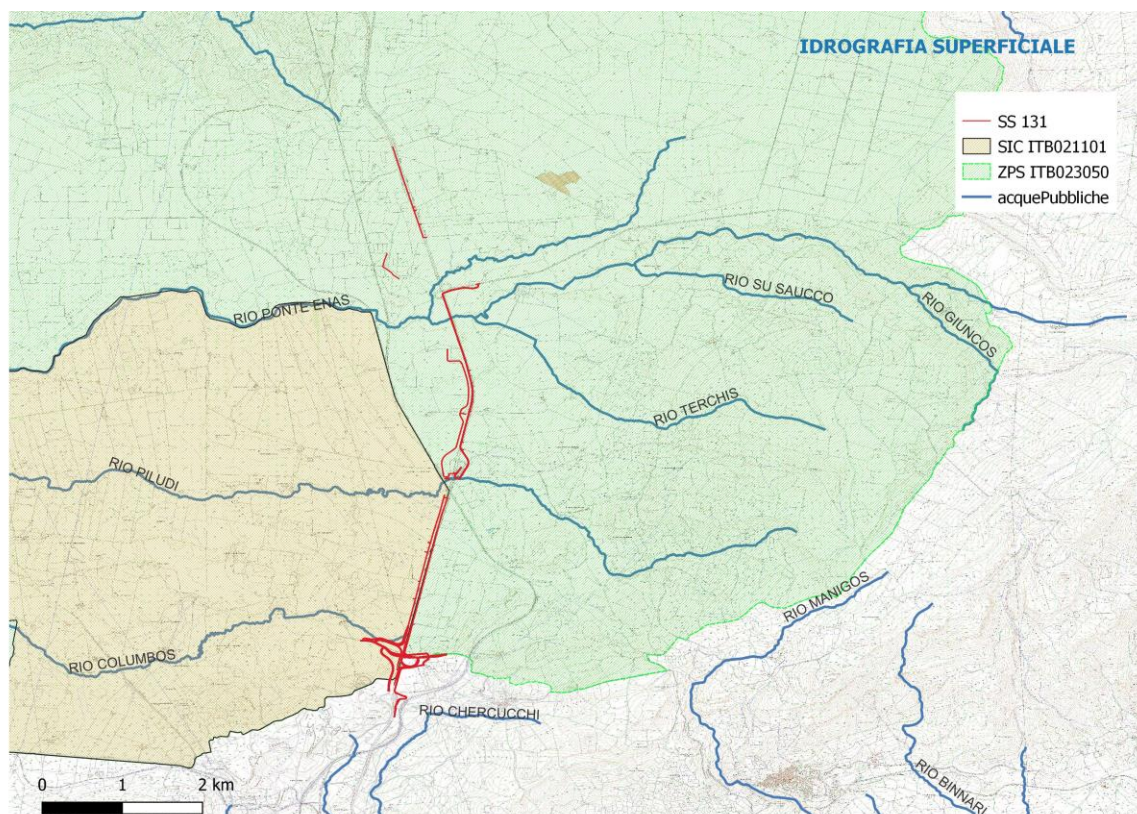 IDROGRAFIA SUPERFICIALE
SS 131
SIC ITB021101
ZPS ITB023050
acquePubbliche
RIO PONTE ENAS
RIO SU SAUCCO
RIO GIUNCOS
RIO TERCHIS
RIO PILUDI
RIO MANIGOS
RIO COLUMBOS
RIO CHERCUCCHI
RIO BINNARI
0 1 2 km